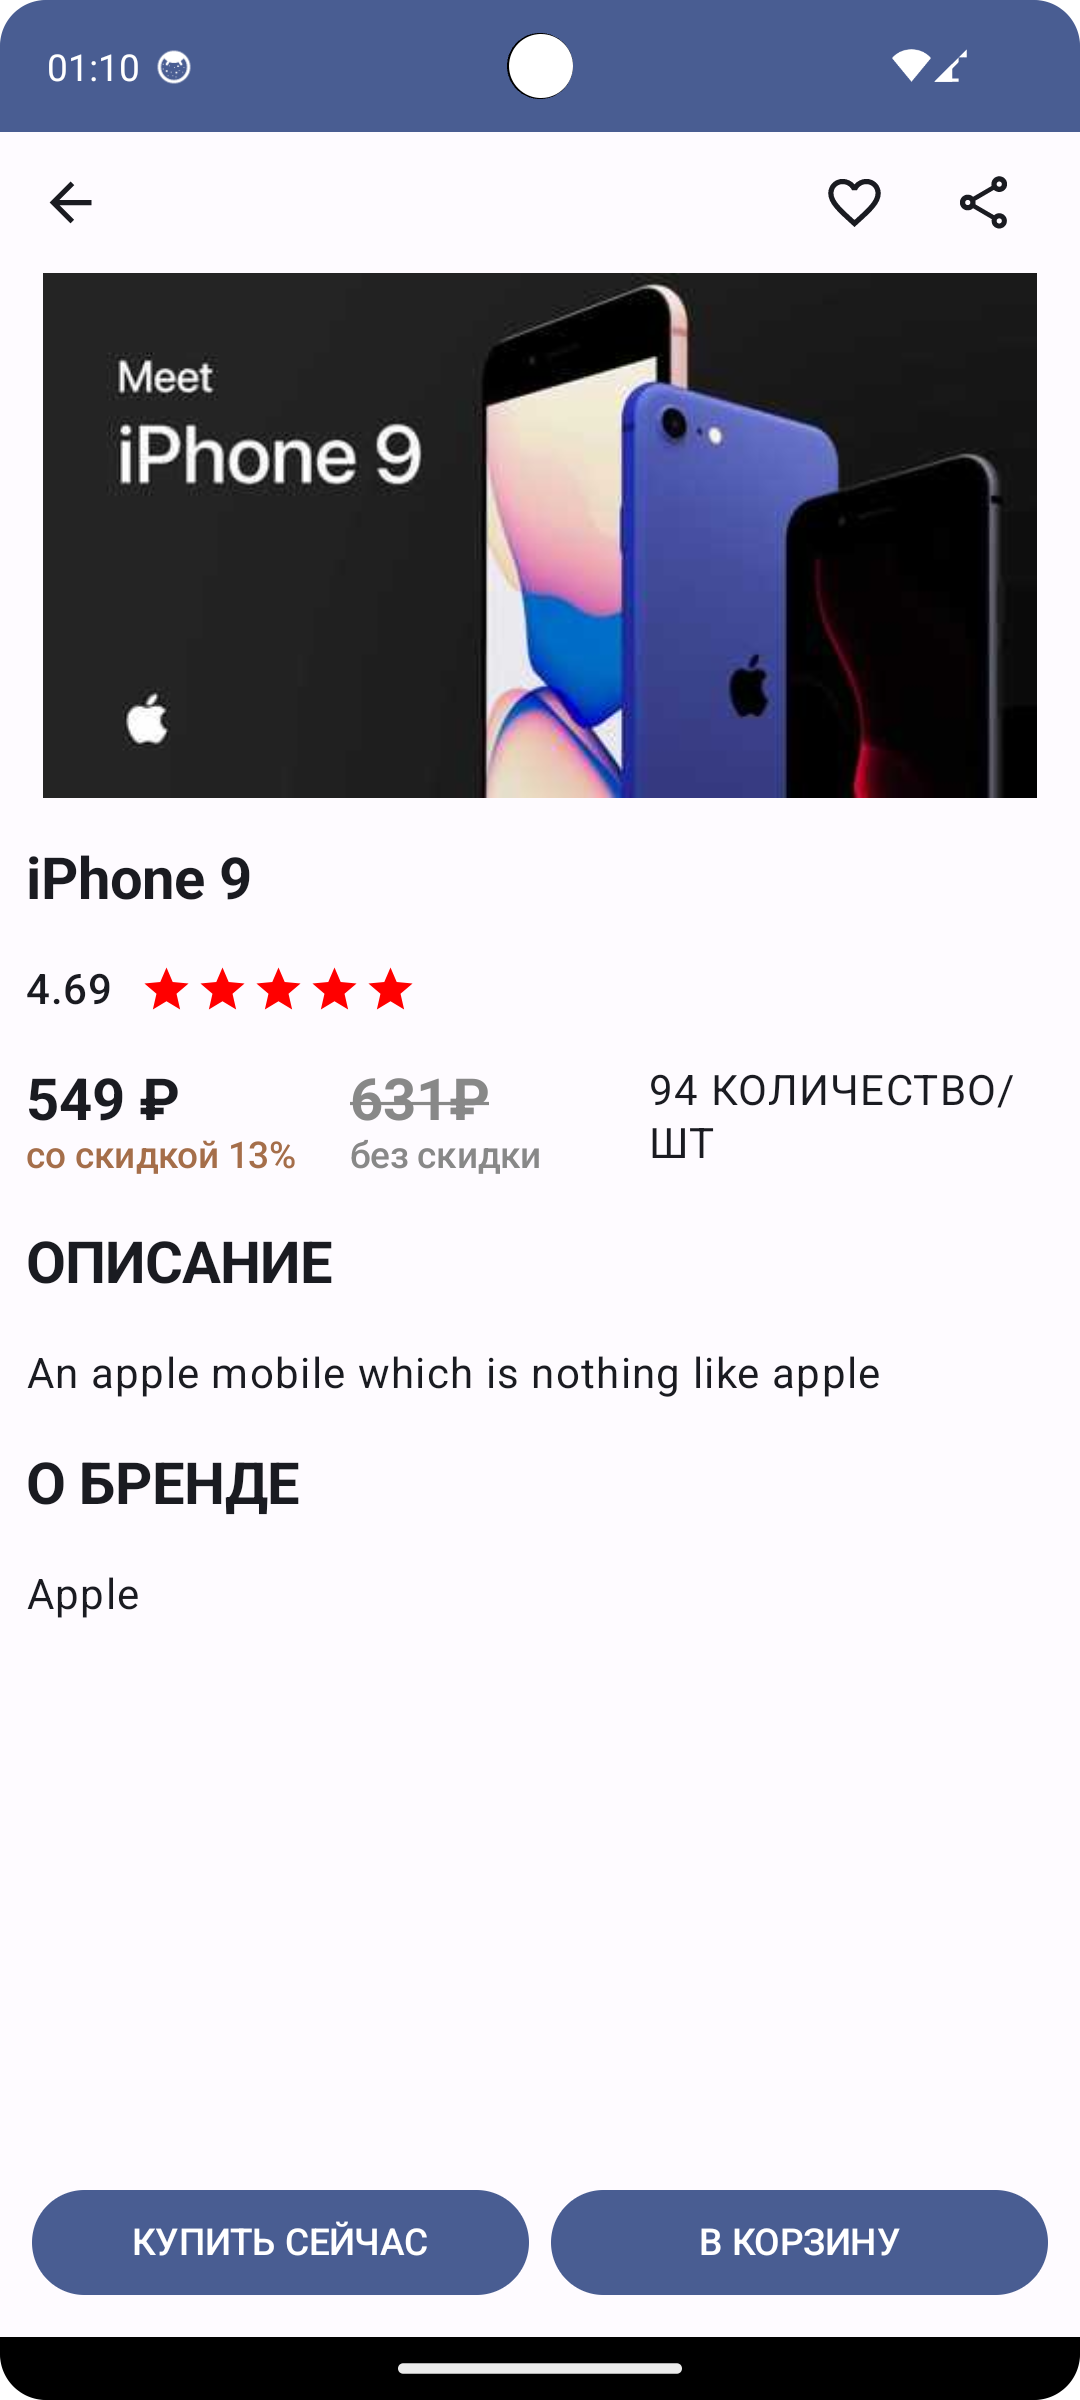 01:10
Meet
iPhone 9
iPhone 9
4.69
549 ₽
631₽
94 КОЛИЧЕСТВО/
ШТ
со скидкой 13%
без скидки
ОПИСАНИЕ
An apple mobile which is nothing like apple
О БРЕНДЕ
Apple
КУПИТЬ СЕЙЧАС
В КОРЗИНУ